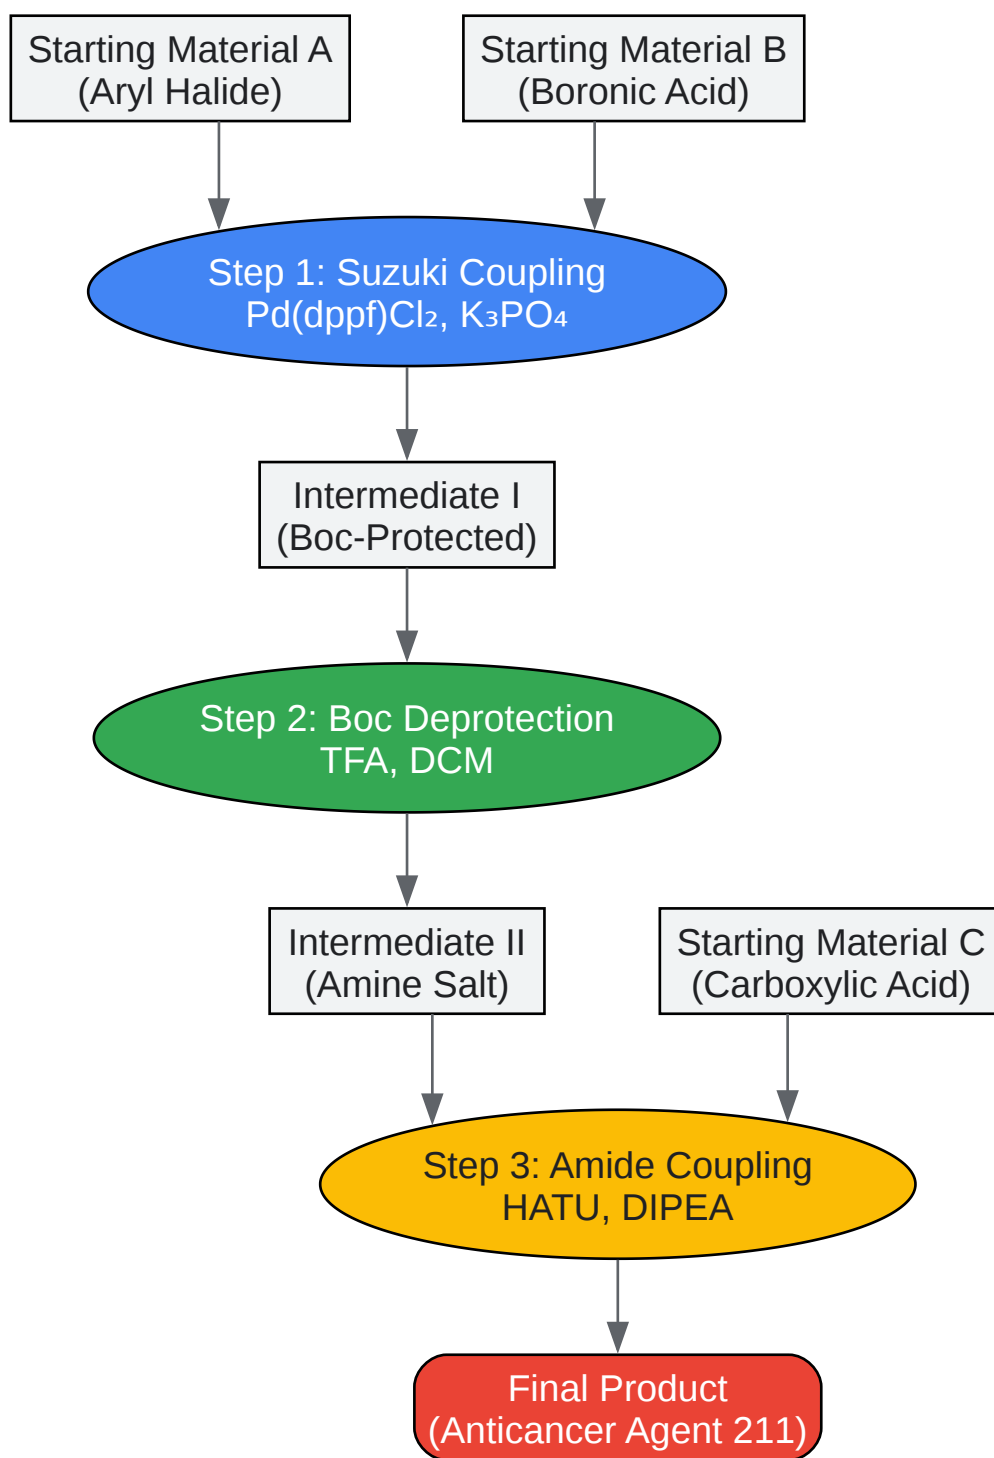 Starting Material A
(Aryl Halide)
Starting Material B
(Boronic Acid)
Step 1: Suzuki Coupling
Pd(dppf)Cl₂, K₃PO₄
Intermediate I
(Boc-Protected)
Step 2: Boc Deprotection
TFA, DCM
Intermediate II
(Amine Salt)
Starting Material C
(Carboxylic Acid)
Step 3: Amide Coupling
HATU, DIPEA
Final Product
(Anticancer Agent 211)